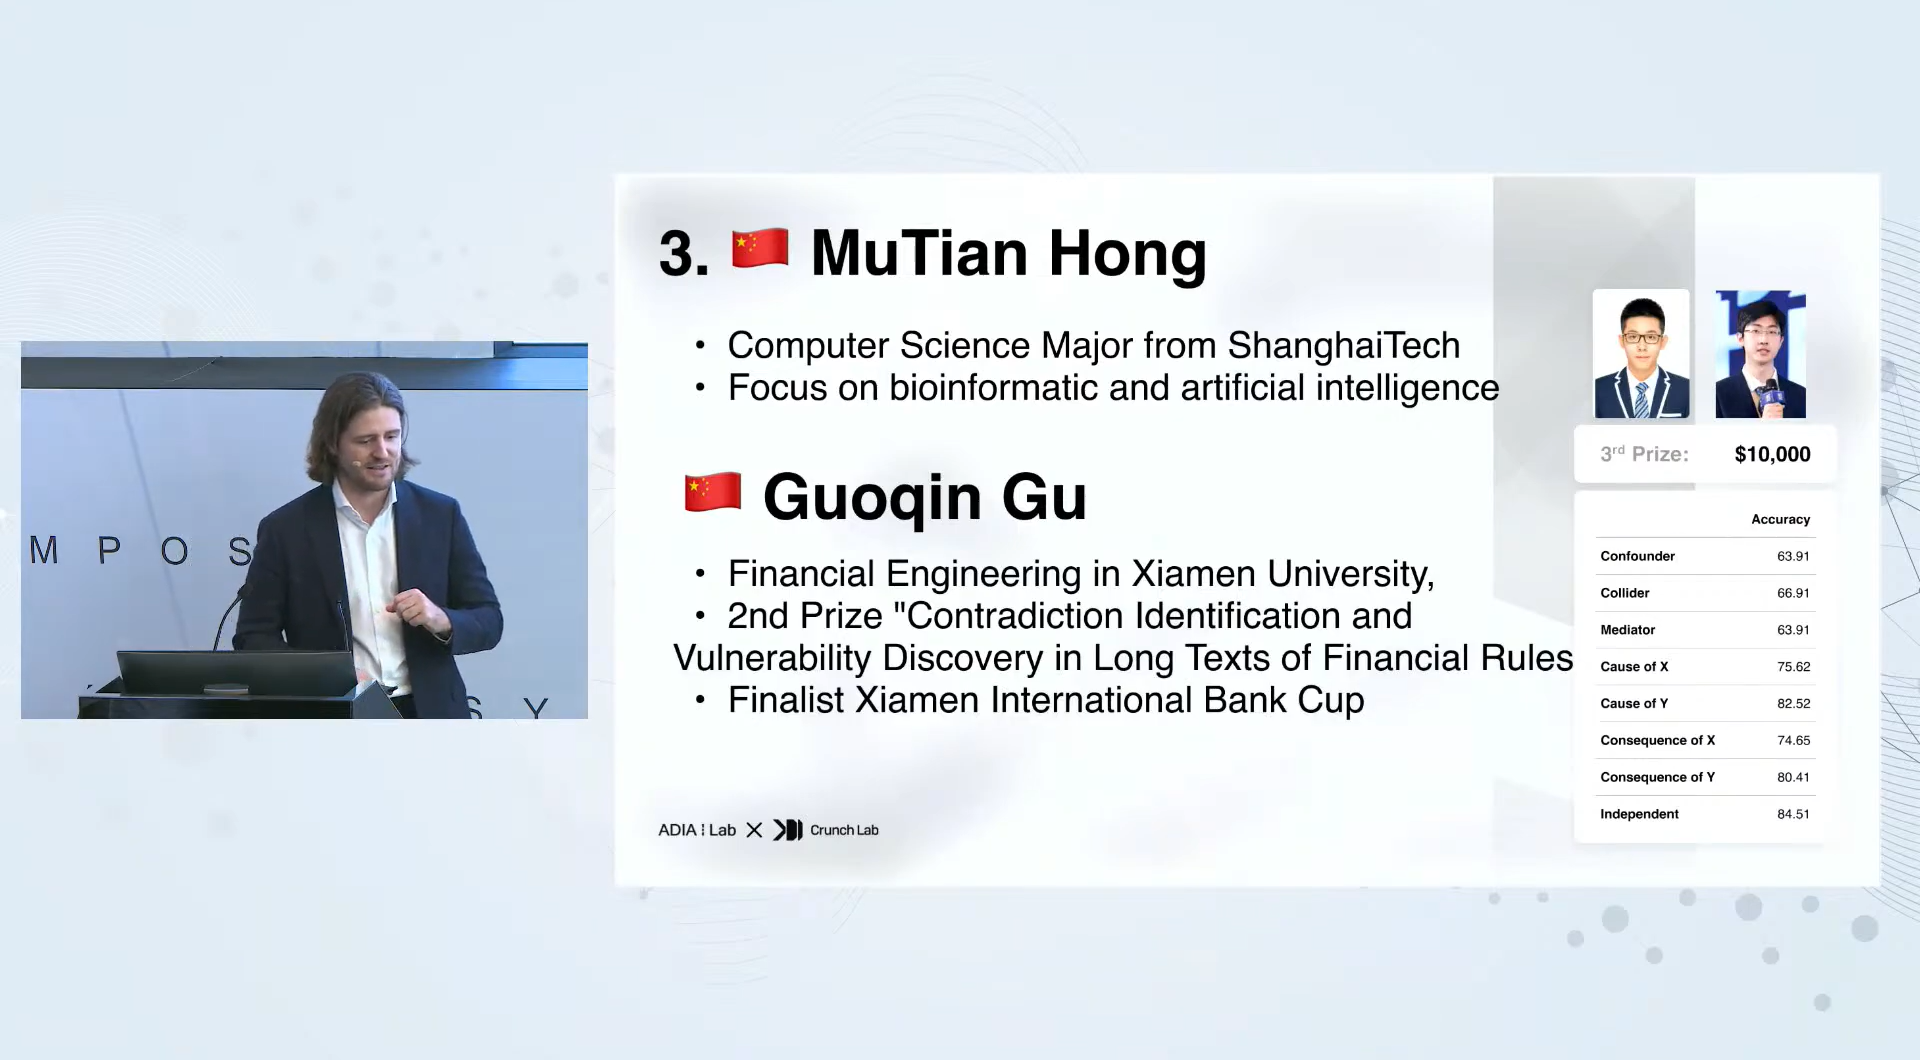 M P O S
S Y
3. MuTian Hong
• Computer Science Major from ShanghaiTech
• Focus on bioinformatic and artificial intelligence
Guoqin Gu
• Financial Engineering in Xiamen University,
• 2nd Prize "Contradiction Identification and
Vulnerability Discovery in Long Texts of Financial Rules
• Finalist Xiamen International Bank Cup
ADIA Lab X Crunch Lab
3rd Prize: $10,000
Accuracy
Confounder 63.91
Collider 66.91
Mediator 63.91
Cause of X 75.62
Cause of Y 82.52
Consequence of X 74.65
Consequence of Y 80.41
Independent 84.51